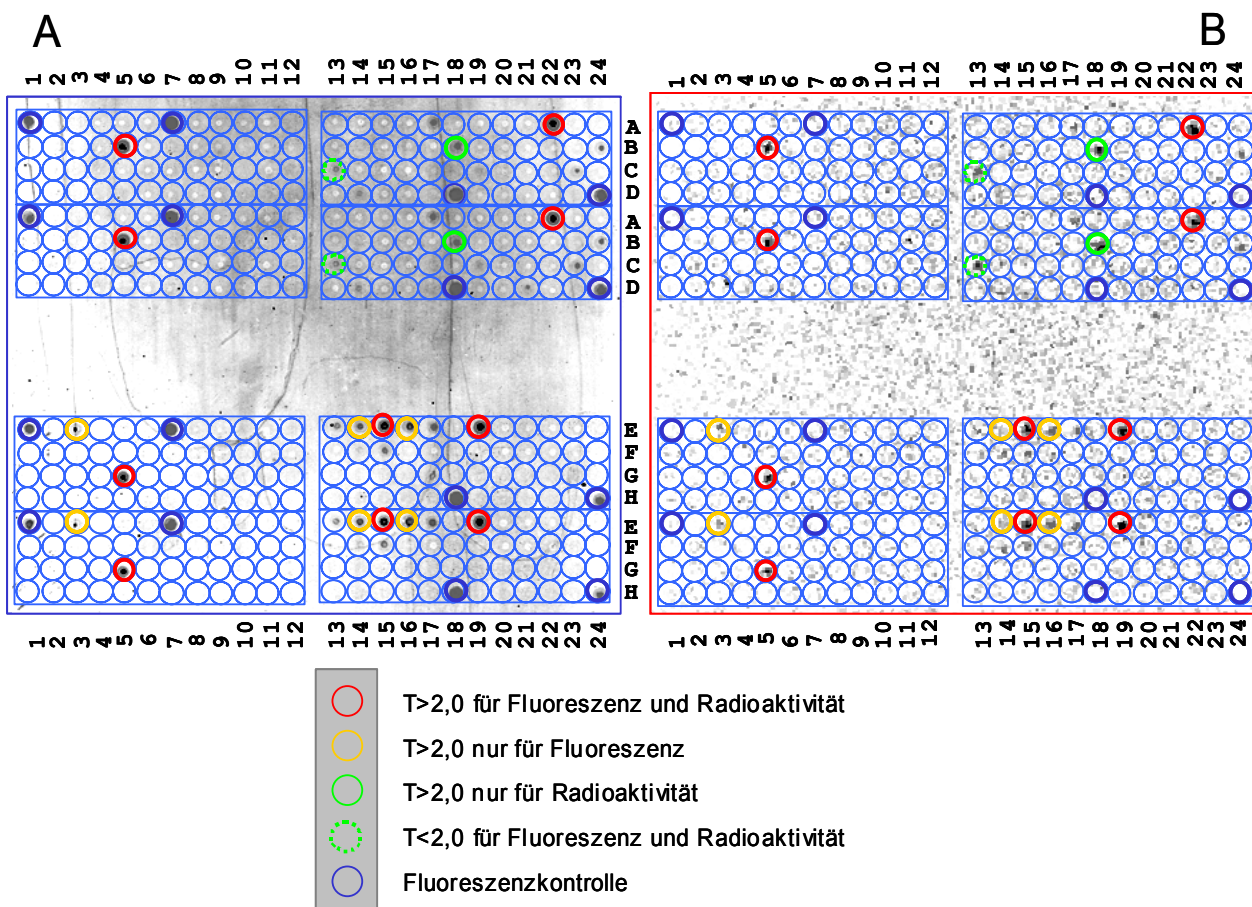 A B
1 2 3 4 5 6 7 8 9 10 11 12 13 14 15 16 17 18 19 20 21 22 23 24 1 2 3 4 5 6 7 8 9 10 11 12 13 14 15 16 17 18 19 20 21 22 23 24
A
B
C
D
A
B
C
D
E
F
G
H
E
F
G
H
1 2 3 4 5 6 7 8 9 10 11 12 13 14 15 16 17 18 19 20 21 22 23 24 1 2 3 4 5 6 7 8 9 10 11 12 13 14 15 16 17 18 19 20 21 22 23 24
T>2,0 für Fluoreszenz und Radioaktivität
T>2,0 nur für Fluoreszenz
T>2,0 nur für Radioaktivität
T<2,0 für Fluoreszenz und Radioaktivität
Fluoreszenzkontrolle